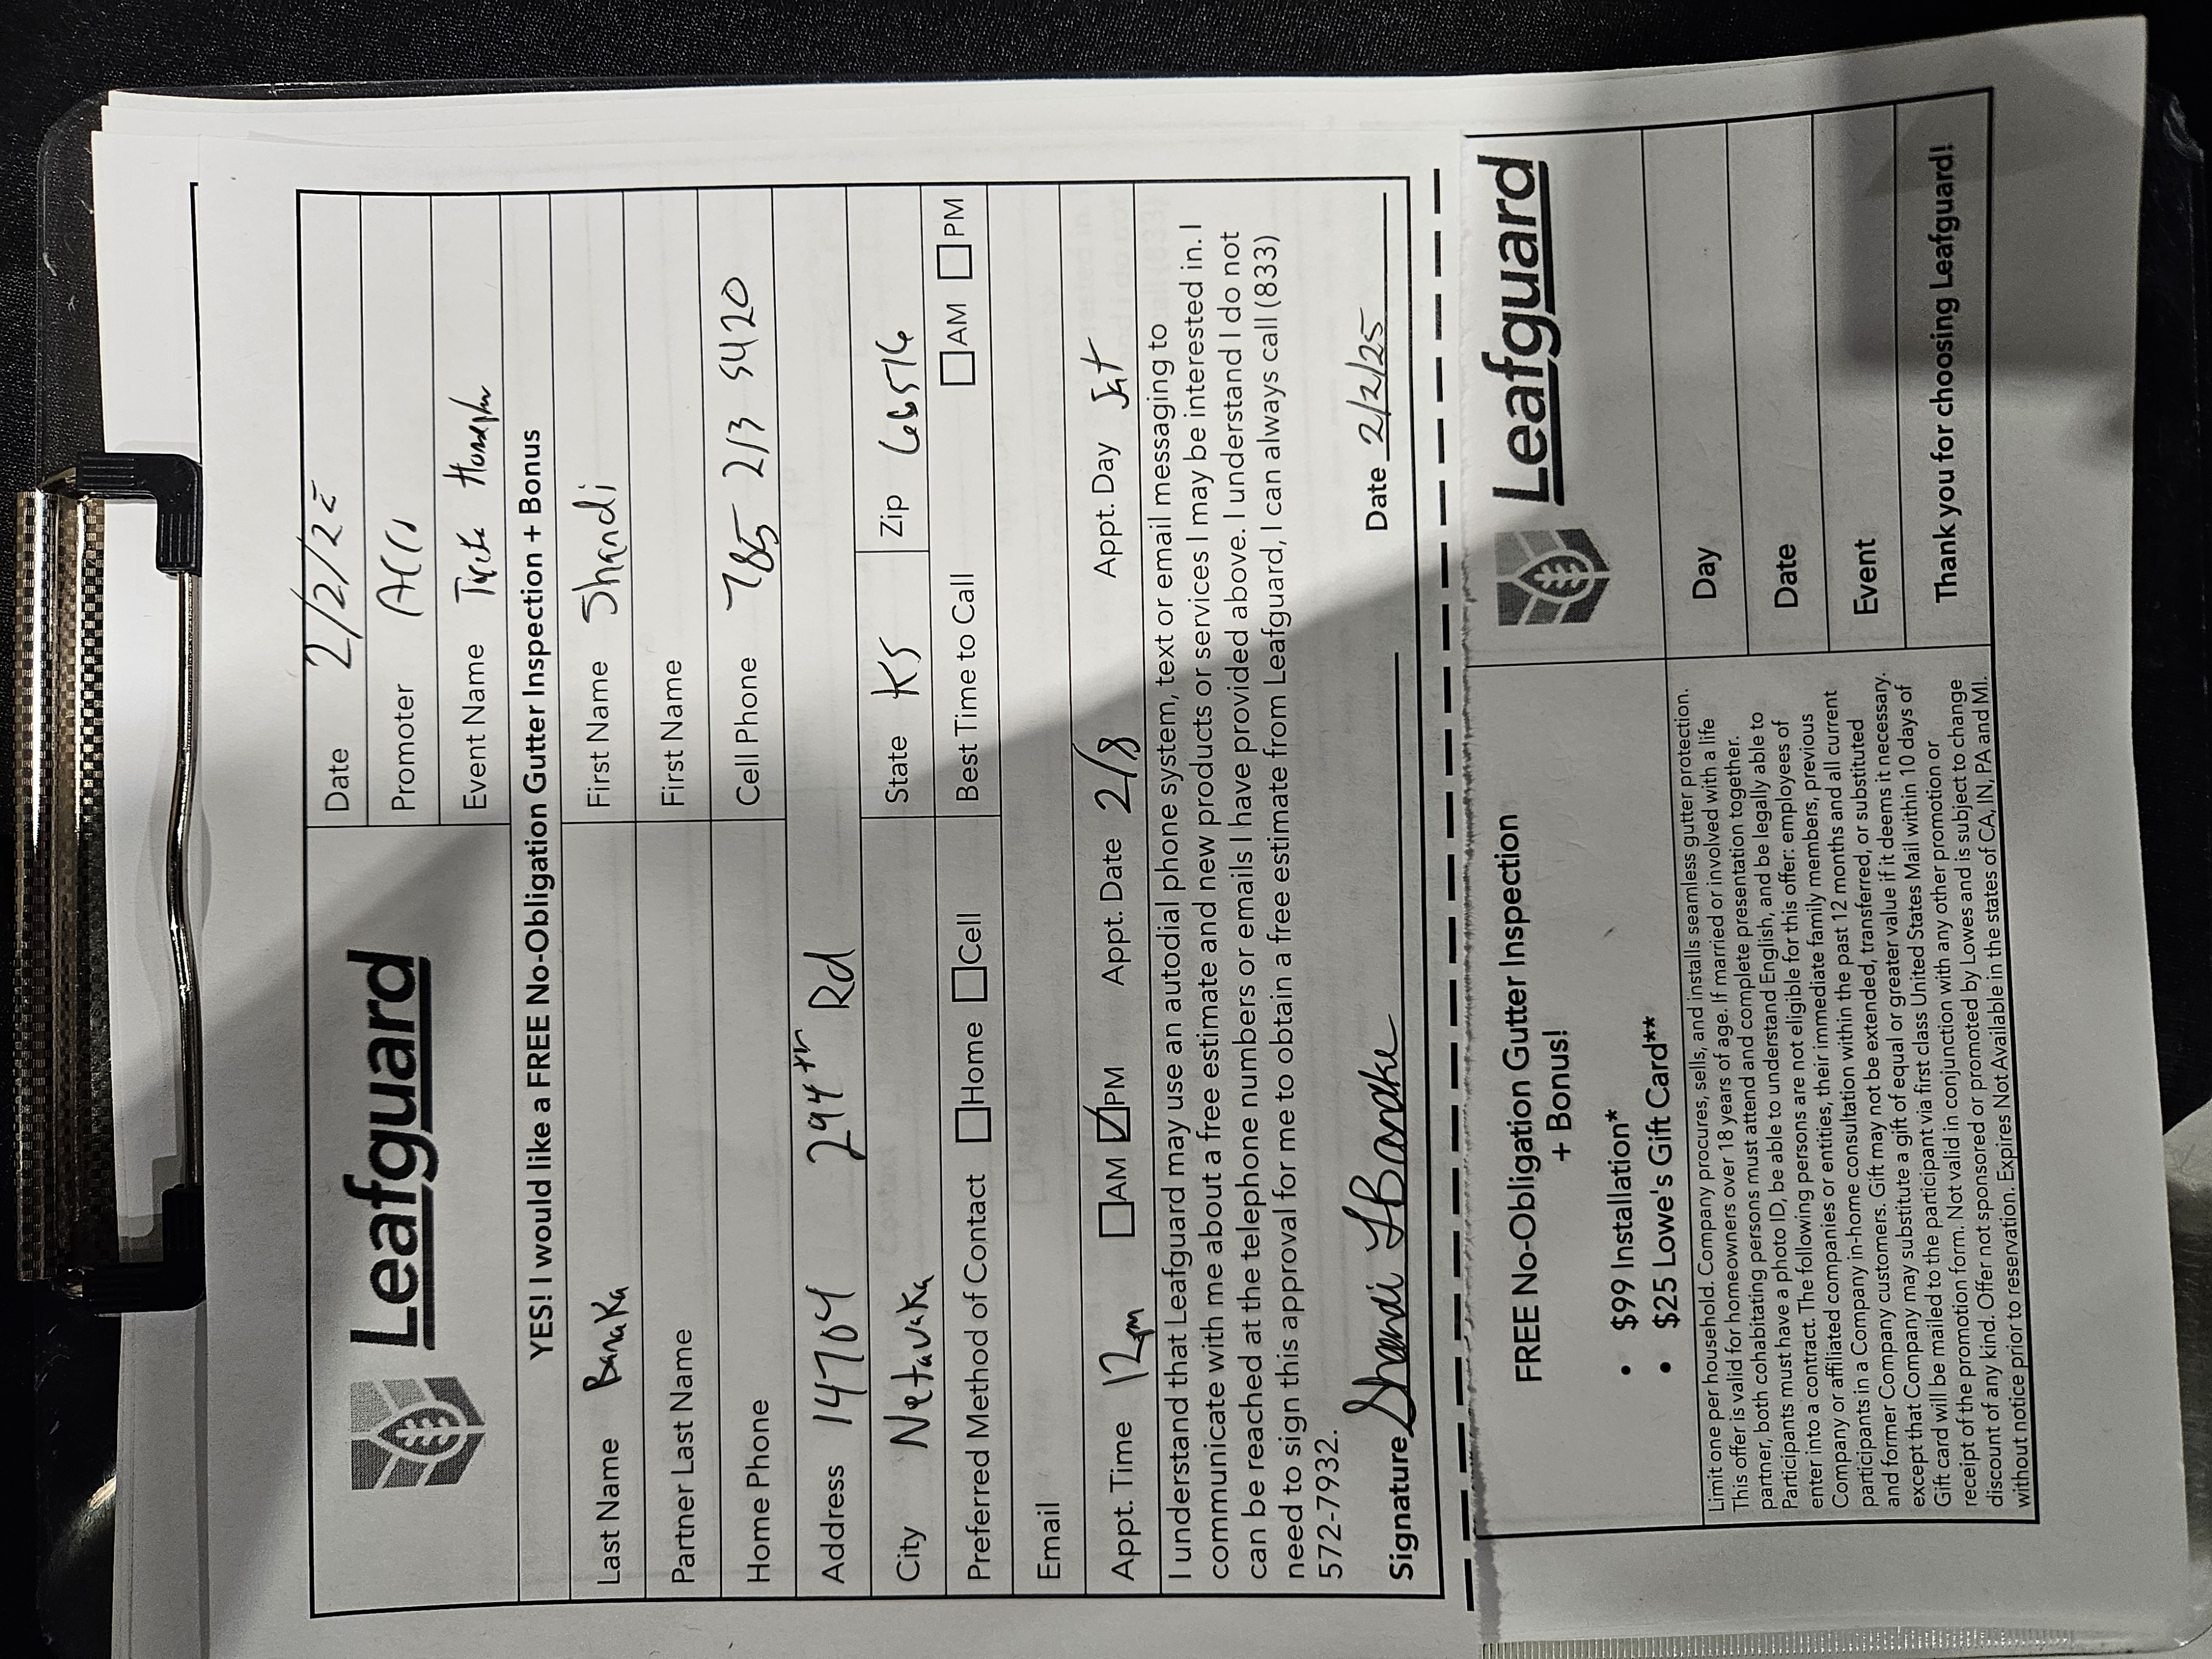 Leafguard
Date 2/2/25
Promoter
Event Name
YES! I would like a FREE No-Obligation Gutter Inspection + Bonus
Last Name Banaka
First Name Shandi
Partner Last Name
First Name
Home Phone
Cell Phone 785 213 5420
Address 14704 294th Rd
City Netawaka
State KS
Zip 66516
Preferred Method of Contact Home Cell
Best Time to Call AM PM
Email
Appt. Time 12pm AM PM Appt. Date 2/8 Appt. Day Sat
I understand that Leafguard may use an autodial phone system, text or email messaging to
communicate with me about a free estimate and new products or services I may be interested in. I
can be reached at the telephone numbers or emails I have provided above. I understand I do not
need to sign this approval for me to obtain a free estimate from Leafguard, I can always call (833)
572-7932.
Signature Shandi Date 2/2/25
FREE No-Obligation Gutter Inspection
+ Bonus!
• $99 Installation*
• $25 Lowe's Gift Card**
Limit one per household. Company procures, sells, and installs seamless gutter protection.
This offer is valid for homeowners over 18 years of age. If married or involved with a life
partner, both cohabitating persons must attend and complete presentation together.
Participants must have a photo ID, be able to understand English, and be legally able to
enter into a contract. The following persons are not eligible for this offer: employees of
Company or affiliated companies or entities, their immediate family members, previous
participants in a Company in-home consultation within the past 12 months and all current
and former Company customers. Gift may not be extended, transferred, or substituted
except that Company may substitute a gift of equal or greater value if it deems it necessary.
Gift card will be mailed to the participant via first class United States Mail within 10 days of
receipt of the promotion form. Not valid in conjunction with any other promotion or
discount of any kind. Offer not sponsored or promoted by Lowes and is subject to change
without notice prior to reservation. Expires Not Available in the states of CA, IN, PA and MI.
Leafguard
Day
Date
Event
Thank you for choosing Leafguard!